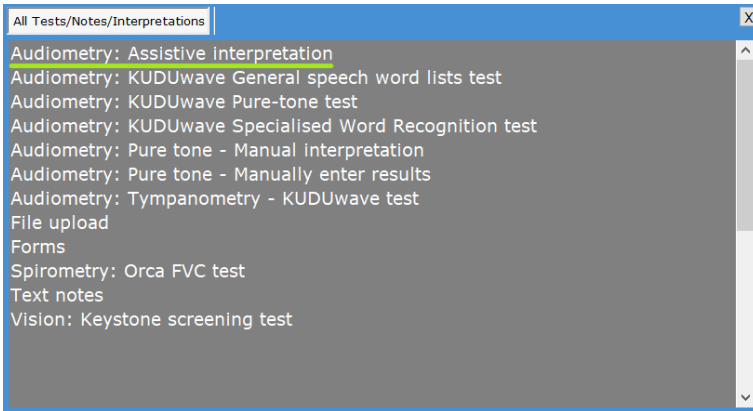 All Tests/Notes/Interpretations
X
Audiometry: Assistive interpretation
Audiometry: KUDUwave General speech word lists test
Audiometry: KUDUwave Pure-tone test
Audiometry: KUDUwave Specialised Word Recognition test
Audiometry: Pure tone - Manual interpretation
Audiometry: Pure tone - Manually enter results
Audiometry: Tympanometry - KUDUwave test
File upload
Forms
Spirometry: Orca FVC test
Text notes
Vision: Keystone screening test